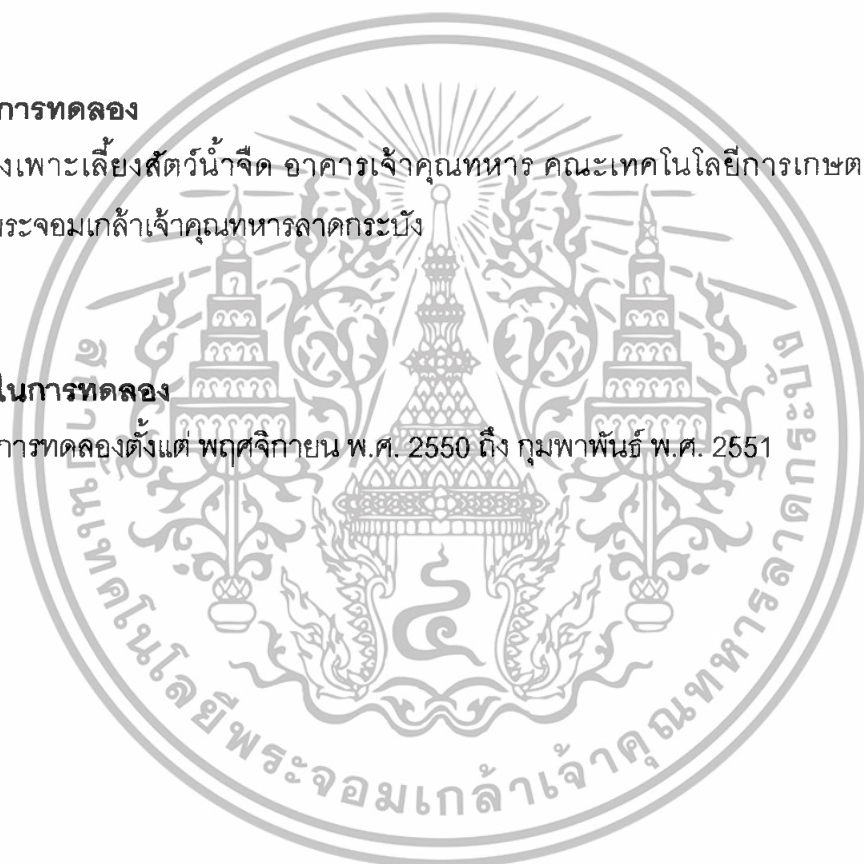 การทดลอง
งเพาะเลี้ยงสัตว์น้ำจืด อาคารเจ้าคุณทหาร คณะเทคโนโลยีการเกษต
พระจอมเกล้าเจ้าคุณทหารลาดกระบัง
ในการทดลอง
การทดลองตั้งแต่ พฤศจิกายน พ.ศ. 2550 ถึง กุมพาพันธ์ พ.ศ. 2551
สถาบันเทคโนโลยีพระจอมเกล้าเจ้าคุณทหารลาดกระบัง